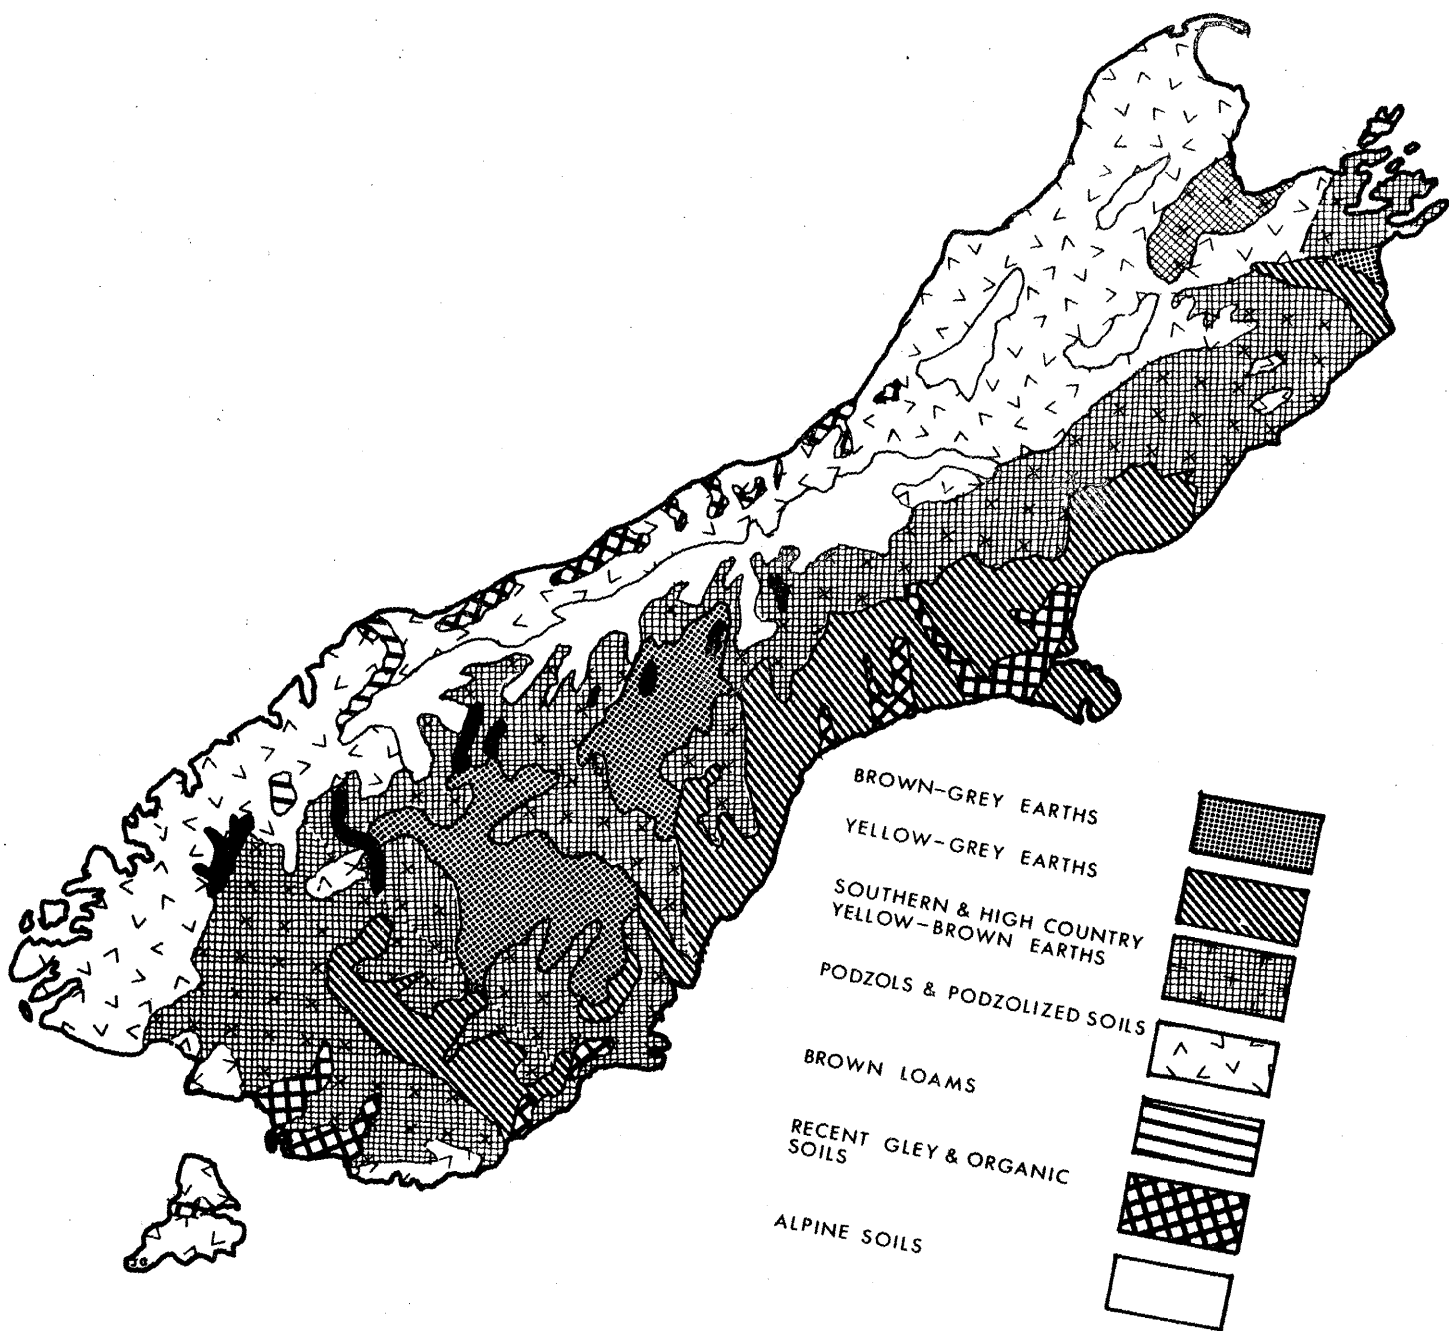 BROWN-GREY EARTHS
YELLOW-GREY EARTHS
SOUTHERN & HIGH COUNTRY
YELLOW-BROWN EARTHS
PODZOLS & PODZOLIZED SOILS
BROWN LOAMS
RECENT GLEY & ORGANIC
SOILS
ALPINE SOILS